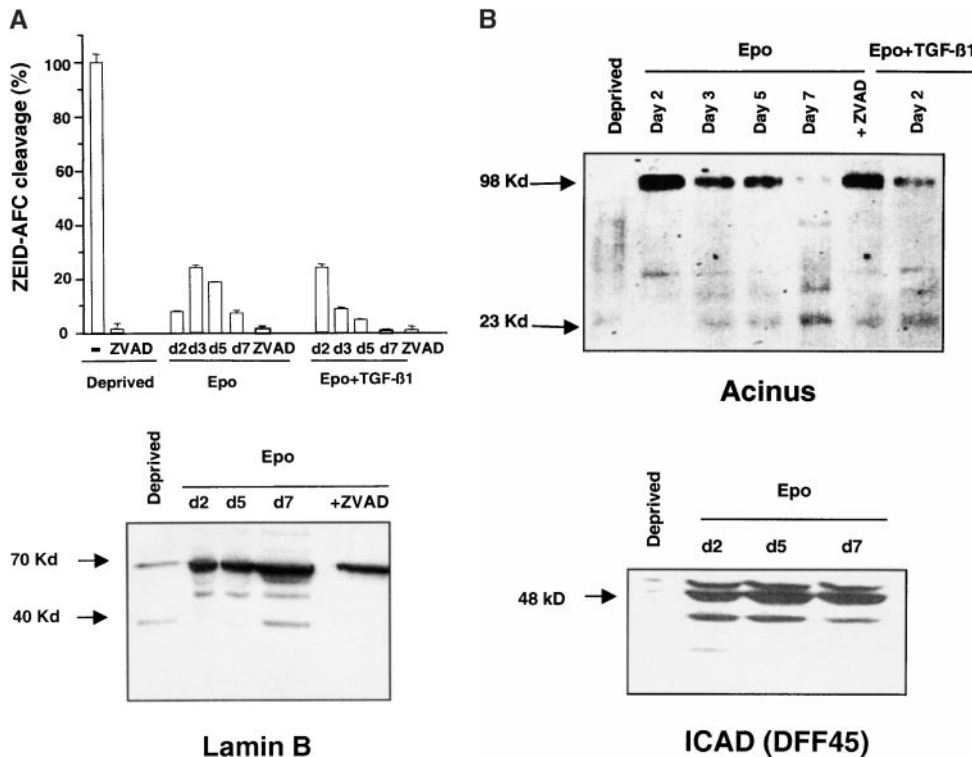 A
ZEID-AFC cleavage (%)
100
80
60
40
20
0
– ZVAD d2 d3 d5 d7 ZVAD d2 d3 d5 d7 ZVAD
Deprived Epo Epo+TGF-ß1
Deprived
Epo
d2 d5 d7 +ZVAD
70 Kd
40 Kd
Lamin B
B
Epo Epo+TGF-ß1
Deprived Day 2 Day 3 Day 5 Day 7 + ZVAD Day 2
98 Kd
23 Kd
Acinus
Deprived
Epo
d2 d5 d7
48 kD
ICAD (DFF45)